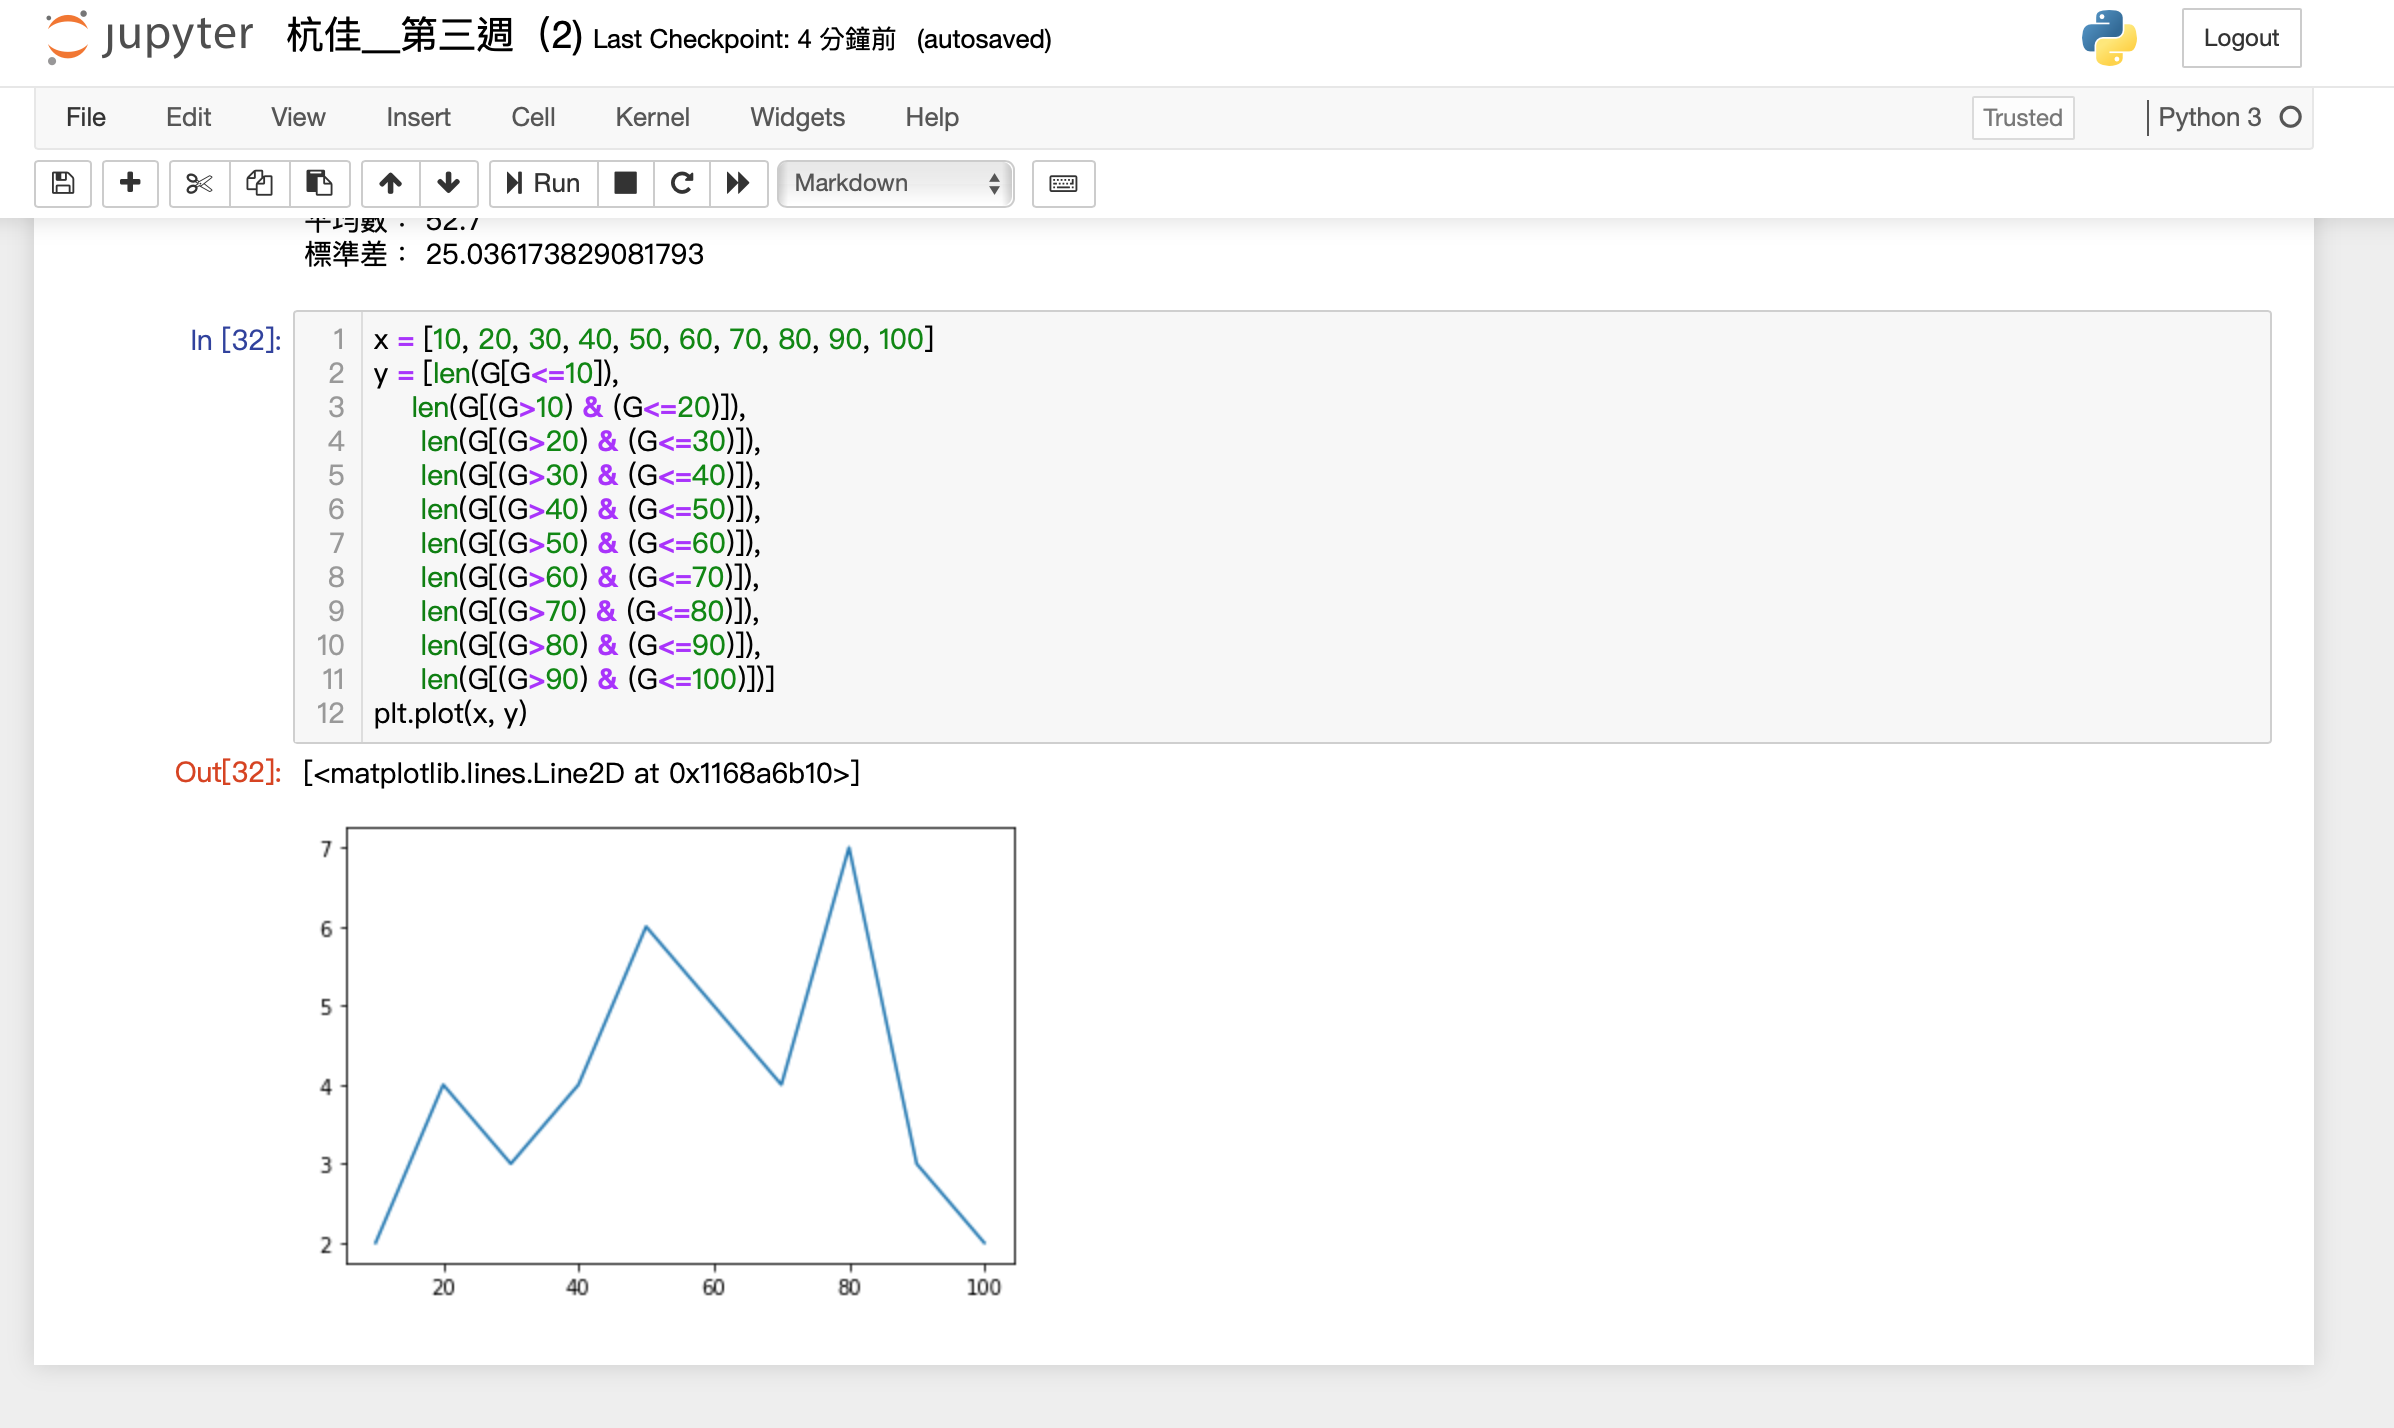 jupyter 杭佳__第三週 (2) Last Checkpoint: 4 分鐘前 (autosaved)
Logout
File Edit View Insert Cell Kernel Widgets Help
Trusted
Python 3
Run
Markdown
平均數： 52.7
標準差： 25.036173829081793
In [32]:
1 x = [10, 20, 30, 40, 50, 60, 70, 80, 90, 100]
2 y = [len(G[G<=10]),
3 len(G[(G>10) & (G<=20)]),
4 len(G[(G>20) & (G<=30)]),
5 len(G[(G>30) & (G<=40)]),
6 len(G[(G>40) & (G<=50)]),
7 len(G[(G>50) & (G<=60)]),
8 len(G[(G>60) & (G<=70)]),
9 len(G[(G>70) & (G<=80)]),
10 len(G[(G>80) & (G<=90)]),
11 len(G[(G>90) & (G<=100)])]
12 plt.plot(x, y)
Out[32]: [<matplotlib.lines.Line2D at 0x1168a6b10>]
7
6
5
4
3
2
20 40 60 80 100